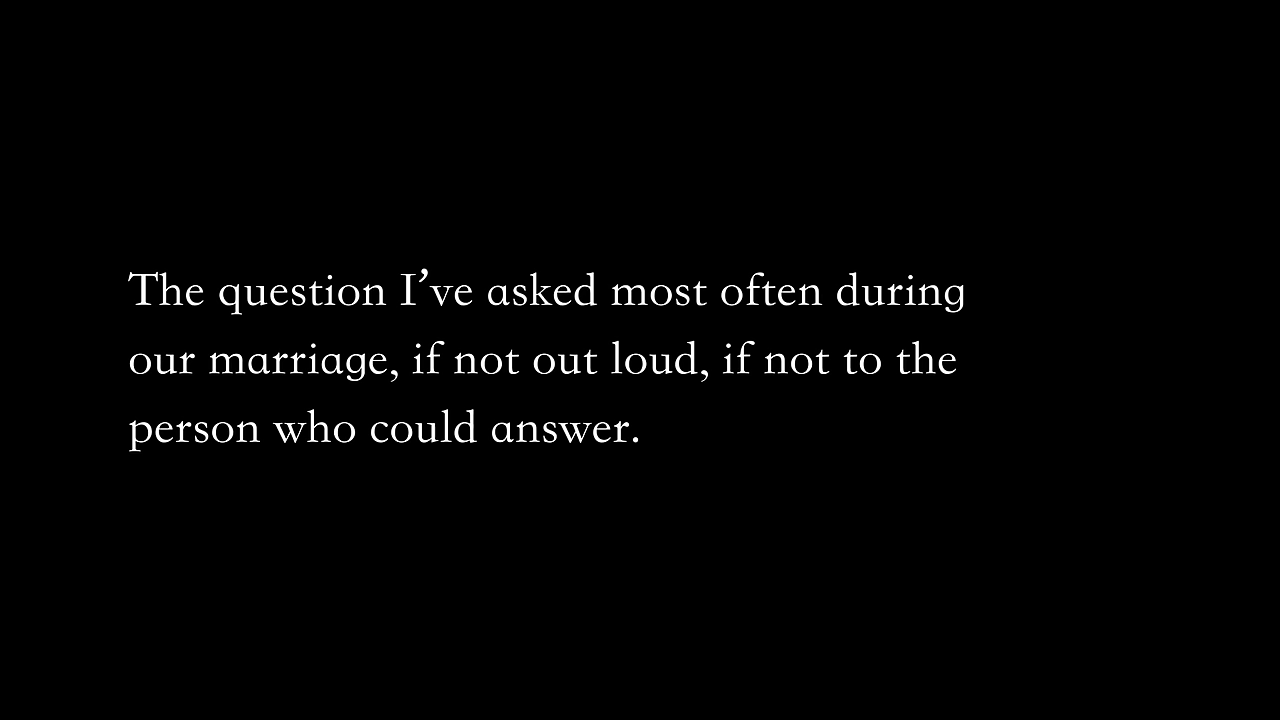 The question I’ve asked most often during
our marriage, if not out loud, if not to the
person who could answer.